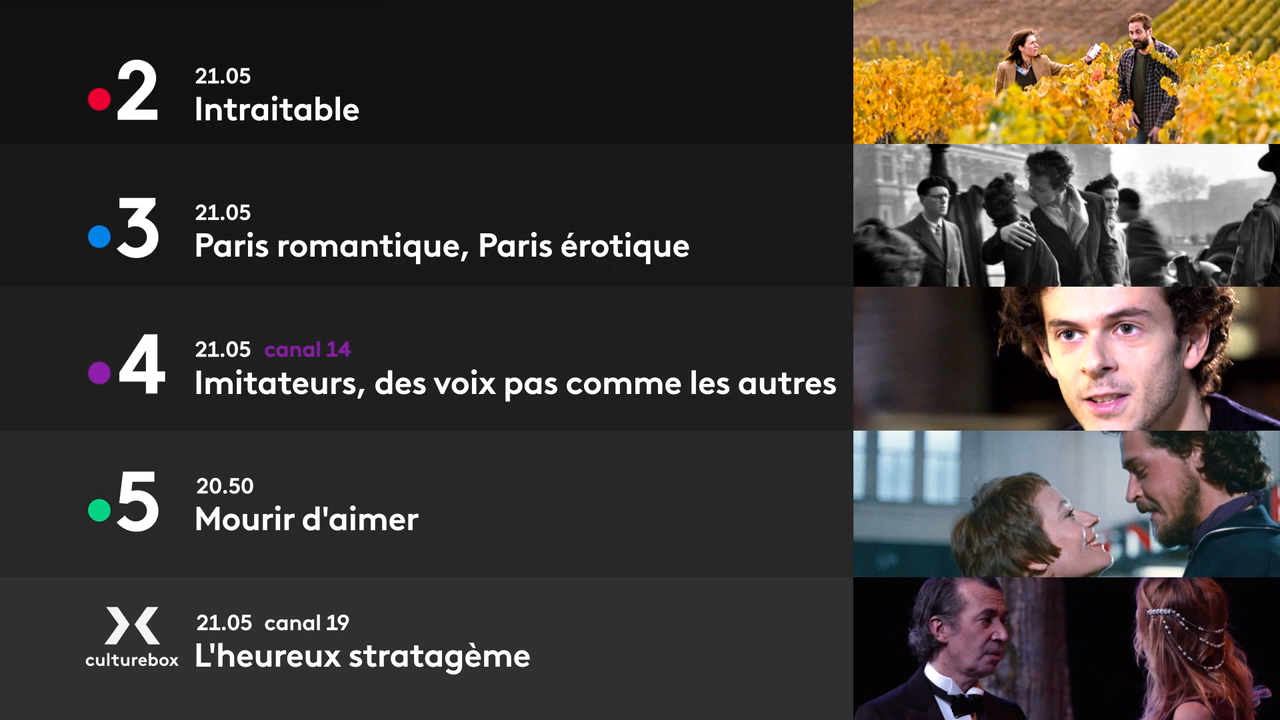 2
21.05
Intraitable
3
21.05
Paris romantique, Paris érotique
4
21.05 canal 14
Imitateurs, des voix pas comme les autres
5
20.50
Mourir d'aimer
culturebox
21.05 canal 19
L'heureux stratagème